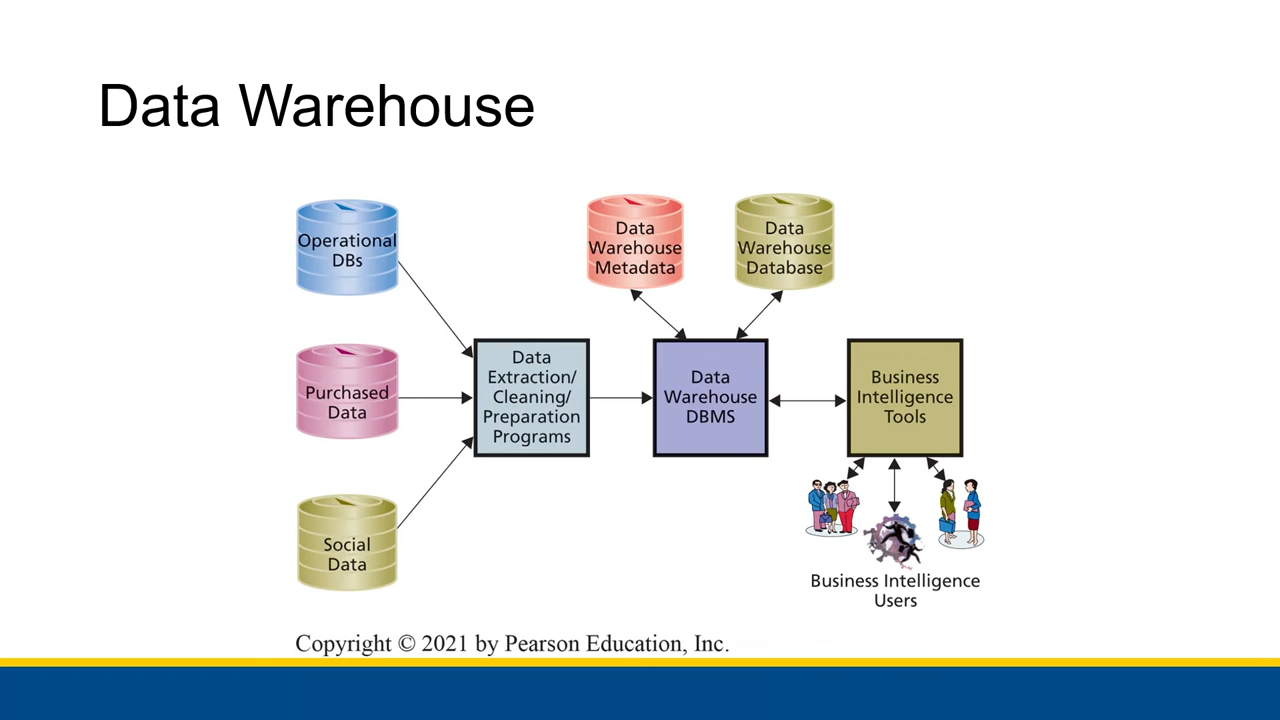 Data Warehouse
Operational
DBs
Purchased
Data
Social
Data
Data
Extraction/
Cleaning/
Preparation
Programs
Data
Warehouse
Metadata
Data
Warehouse
Database
Data
Warehouse
DBMS
Business
Intelligence
Tools
Business Intelligence
Users
Copyright © 2021 by Pearson Education, Inc.